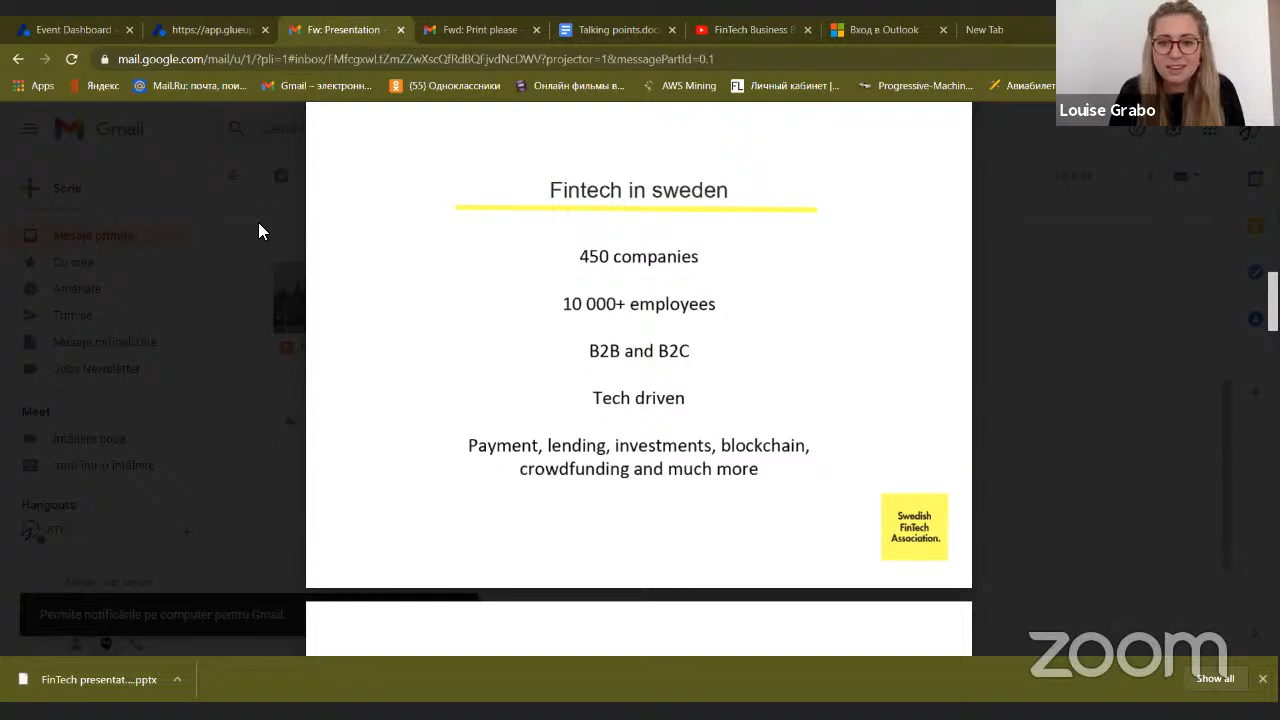 Event Dashboard -
https://app.glueup
Fw: Presentation -
Fwd: Print please -
Talking points.doc
FinTech Business B
Вход в Outlook
New Tab
mail.google.com/mail/u/1/?pli=1#inbox/FMfcgxwLtZmZZwXscQfRdBQFjvdNcDWV?projector=1&messagePartId=0.1
Apps
Яндекс
Mail.Ru: почта, пои...
Gmail – электронн...
(55) Одноклассники
Онлайн фильмы в...
AWS Mining
FL
Личный кабинет,...
Progressive-Machin...
Авиабилет
Louise Grabo
Gmail
Scrie
Mesaje primite
Cu stea
Amânate
Trimise
Mesaje nefinalizate
Jobs Newsletter
Meet
Întâlnire nouă
Hangouts
Fintech in sweden
450 companies
10 000+ employees
B2B and B2C
Tech driven
Payment, lending, investments, blockchain,
crowdfunding and much more
Swedish
FinTech
Association.
Permite notificările pe computer pentru Gmail.
zoom
FinTech presentat....pptx
Show all